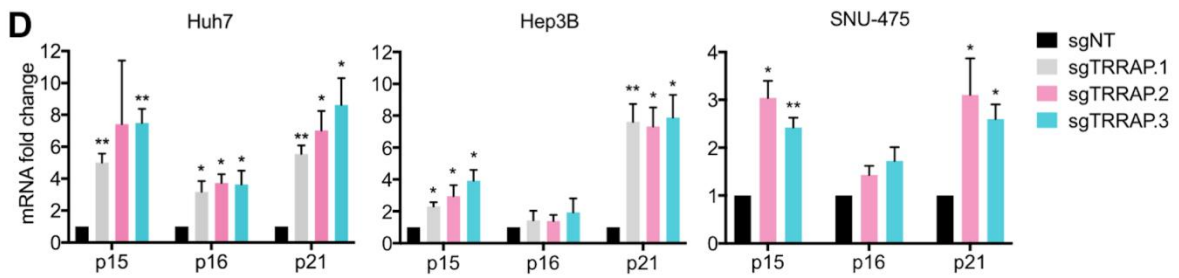 D
Huh7
Hep3B
SNU-475
mRNA fold change
12
10
8
6
4
2
0
** ** * * * ** * *
p15 p16 p21
12
10
8
6
4
2
0
* * * ** * *
p15 p16 p21
4
3
2
1
0
* ** * *
p15 p16 p21
sgNT
sgTRRAP.1
sgTRRAP.2
sgTRRAP.3